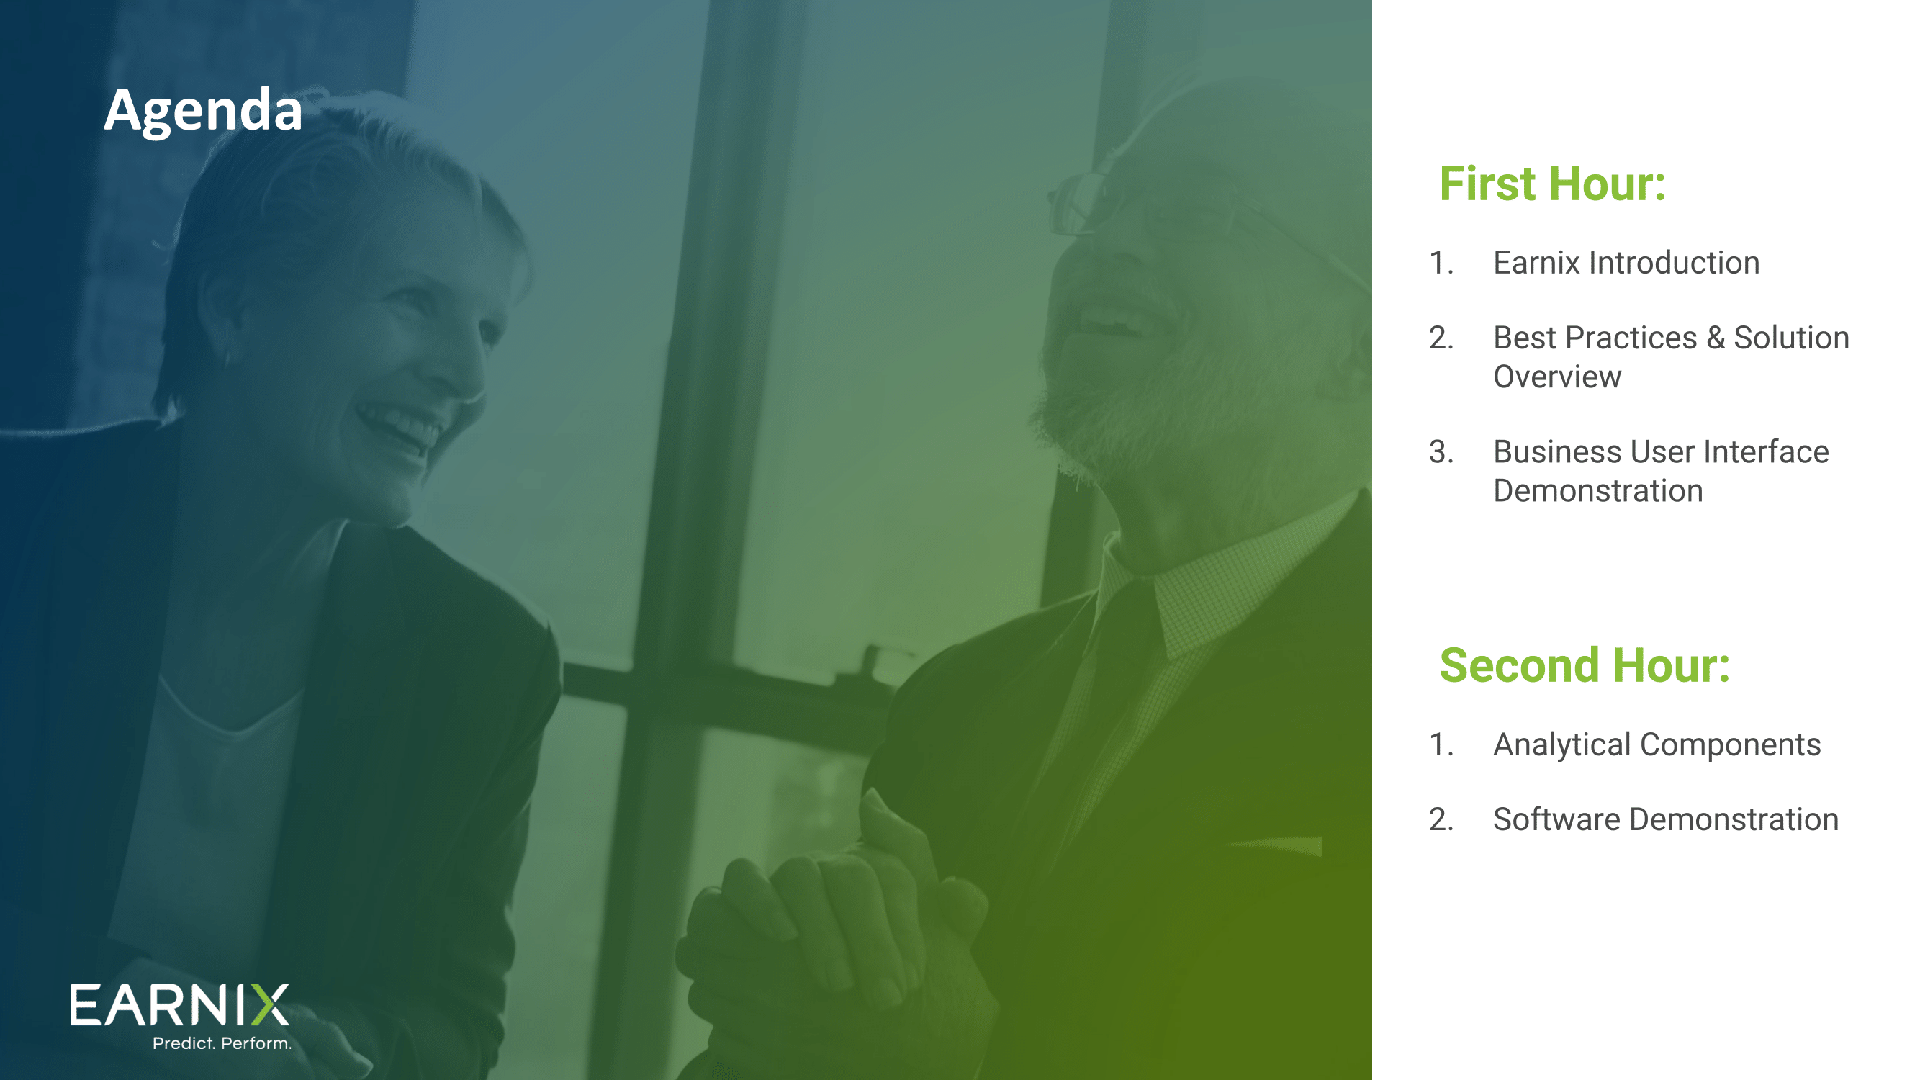 Agenda
First Hour:
1. Earnix Introduction
2. Best Practices & Solution
Overview
3. Business User Interface
Demonstration
Second Hour:
1. Analytical Components
2. Software Demonstration
EARNIX
Predict. Perform.